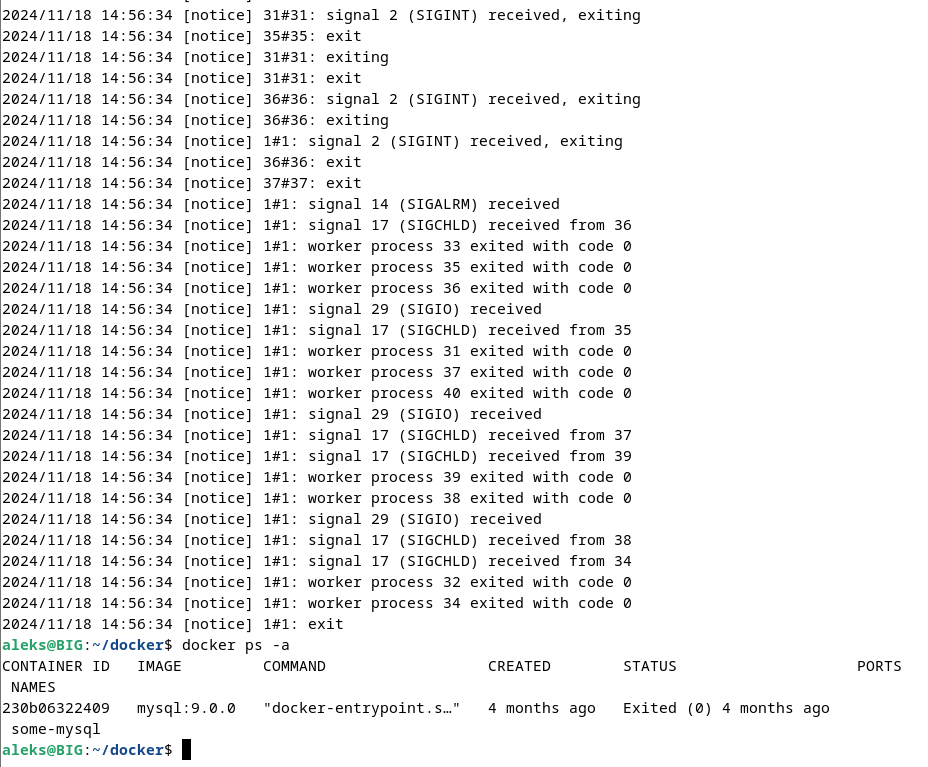 2024/11/18 14:56:34 [notice] 31#31: signal 2 (SIGINT) received, exiting
2024/11/18 14:56:34 [notice] 35#35: exit
2024/11/18 14:56:34 [notice] 31#31: exiting
2024/11/18 14:56:34 [notice] 31#31: exit
2024/11/18 14:56:34 [notice] 36#36: signal 2 (SIGINT) received, exiting
2024/11/18 14:56:34 [notice] 36#36: exiting
2024/11/18 14:56:34 [notice] 1#1: signal 2 (SIGINT) received, exiting
2024/11/18 14:56:34 [notice] 36#36: exit
2024/11/18 14:56:34 [notice] 37#37: exit
2024/11/18 14:56:34 [notice] 1#1: signal 14 (SIGALRM) received
2024/11/18 14:56:34 [notice] 1#1: signal 17 (SIGCHLD) received from 36
2024/11/18 14:56:34 [notice] 1#1: worker process 33 exited with code 0
2024/11/18 14:56:34 [notice] 1#1: worker process 35 exited with code 0
2024/11/18 14:56:34 [notice] 1#1: worker process 36 exited with code 0
2024/11/18 14:56:34 [notice] 1#1: signal 29 (SIGIO) received
2024/11/18 14:56:34 [notice] 1#1: signal 17 (SIGCHLD) received from 35
2024/11/18 14:56:34 [notice] 1#1: worker process 31 exited with code 0
2024/11/18 14:56:34 [notice] 1#1: worker process 37 exited with code 0
2024/11/18 14:56:34 [notice] 1#1: worker process 40 exited with code 0
2024/11/18 14:56:34 [notice] 1#1: signal 29 (SIGIO) received
2024/11/18 14:56:34 [notice] 1#1: signal 17 (SIGCHLD) received from 37
2024/11/18 14:56:34 [notice] 1#1: signal 17 (SIGCHLD) received from 39
2024/11/18 14:56:34 [notice] 1#1: worker process 39 exited with code 0
2024/11/18 14:56:34 [notice] 1#1: worker process 38 exited with code 0
2024/11/18 14:56:34 [notice] 1#1: signal 29 (SIGIO) received
2024/11/18 14:56:34 [notice] 1#1: signal 17 (SIGCHLD) received from 38
2024/11/18 14:56:34 [notice] 1#1: signal 17 (SIGCHLD) received from 34
2024/11/18 14:56:34 [notice] 1#1: worker process 32 exited with code 0
2024/11/18 14:56:34 [notice] 1#1: worker process 34 exited with code 0
2024/11/18 14:56:34 [notice] 1#1: exit
aleks@BIG:~/docker$ docker ps -a
CONTAINER ID   IMAGE         COMMAND                  CREATED        STATUS                    PORTS
 NAMES
230b06322409   mysql:9.0.0   "docker-entrypoint.s…"   4 months ago   Exited (0) 4 months ago
 some-mysql
aleks@BIG:~/docker$